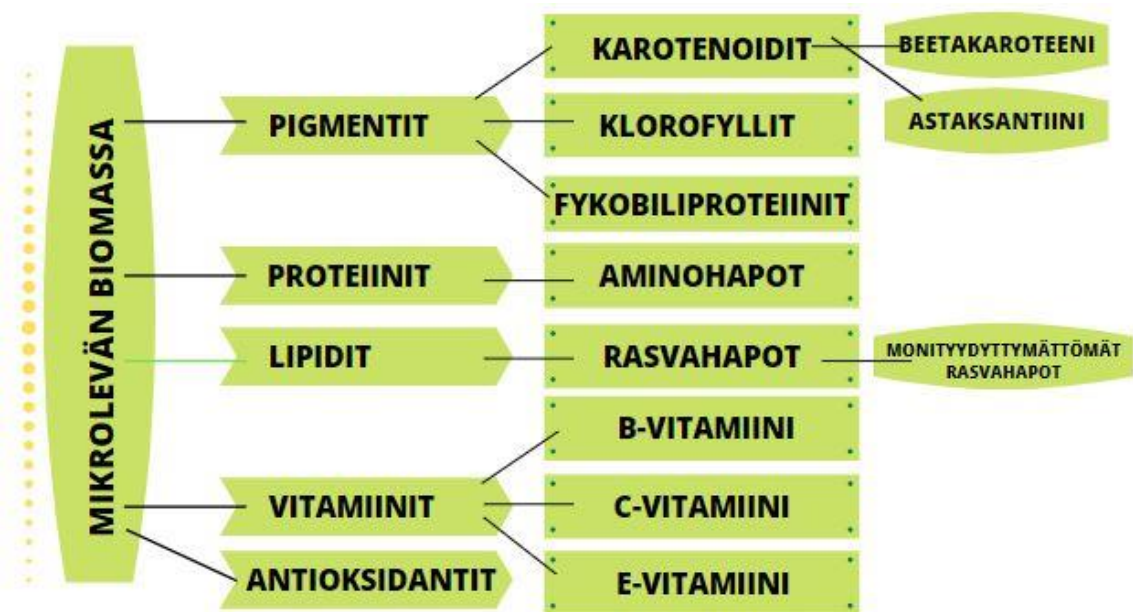 MIKROLEVÄN BIOMASSA
PIGMENTIT
KAROTENOIDIT
BEETAKAROTEENI
ASTAKSANTIINI
KLOROFYLLIT
FYKOBILIPROTEIINIT
PROTEIINIT
AMINOHAPOT
LIPIDIT
RASVAHAPOT
MONITYYDYTTYMÄTTÖMÄT
RASVAHAPOT
VITAMIINIT
B-VITAMIINI
C-VITAMIINI
E-VITAMIINI
ANTIOKSIDANTIT